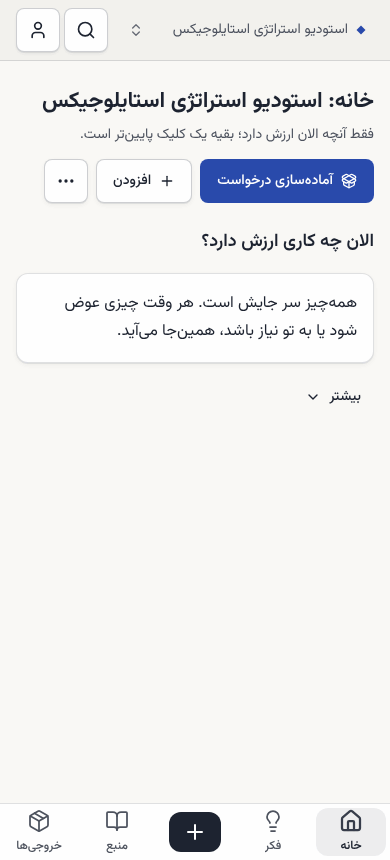 استودیو استراتژی استایلوجیکس
خانه: استودیو استراتژی استایلوجیکس
فقط آنچه الان ارزش دارد؛ بقیه یک کلیک پایین‌تر است.
آماده‌سازی درخواست
افزودن
الان چه کاری ارزش دارد؟
همه‌چیز سر جایش است. هر وقت چیزی عوض
شود یا به تو نیاز باشد، همین‌جا می‌آید.
بیشتر
خانه
فکر
منبع
خروجی‌ها